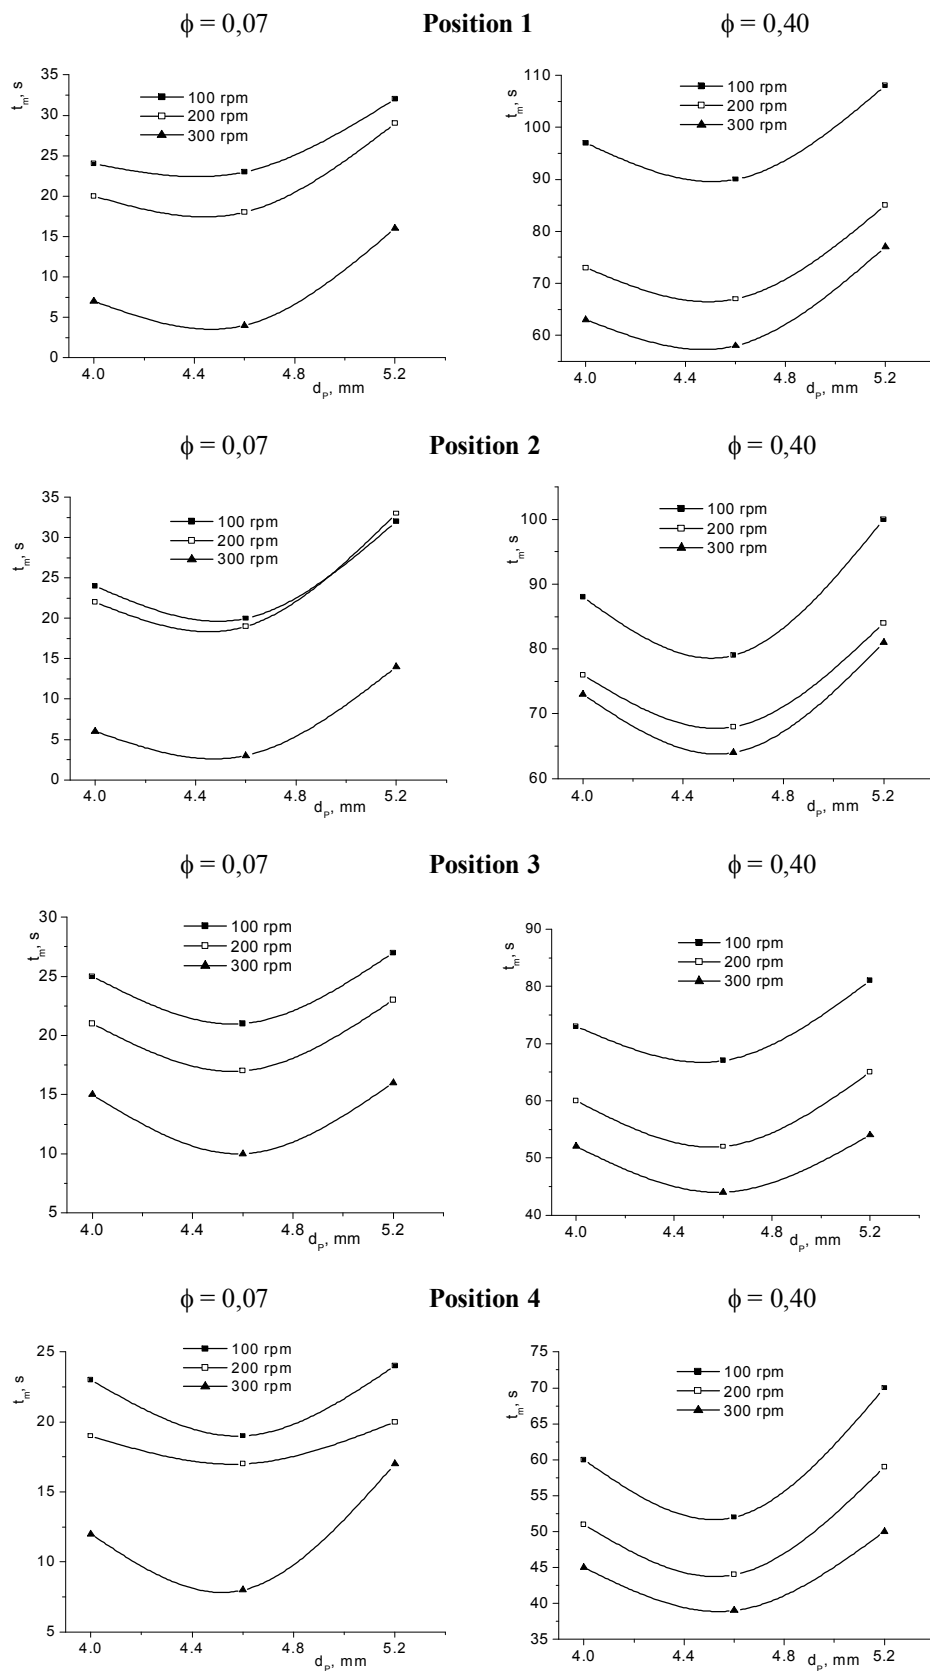 ϕ = 0,07 Position 1 ϕ = 0,40
t_m, s
35
30
25
20
15
10
5
0
100 rpm
200 rpm
300 rpm
4.0 4.4 4.8 5.2
d_P, mm
t_m, s
110
100
90
80
70
60
100 rpm
200 rpm
300 rpm
4.0 4.4 4.8 5.2
d_P, mm
ϕ = 0,07 Position 2 ϕ = 0,40
t_m, s
35
30
25
20
15
10
5
0
100 rpm
200 rpm
300 rpm
4.0 4.4 4.8 5.2
d_P, mm
t_m, s
100
90
80
70
60
100 rpm
200 rpm
300 rpm
4.0 4.4 4.8 5.2
d_P, mm
ϕ = 0,07 Position 3 ϕ = 0,40
t_m, s
30
25
20
15
10
5
100 rpm
200 rpm
300 rpm
4.0 4.4 4.8 5.2
d_P, mm
t_m, s
90
80
70
60
50
40
100 rpm
200 rpm
300 rpm
4.0 4.4 4.8 5.2
d_P, mm
ϕ = 0,07 Position 4 ϕ = 0,40
t_m, s
25
20
15
10
5
100 rpm
200 rpm
300 rpm
4.0 4.4 4.8 5.2
d_P, mm
t_m, s
75
70
65
60
55
50
45
40
35
100 rpm
200 rpm
300 rpm
4.0 4.4 4.8 5.2
d_P, mm